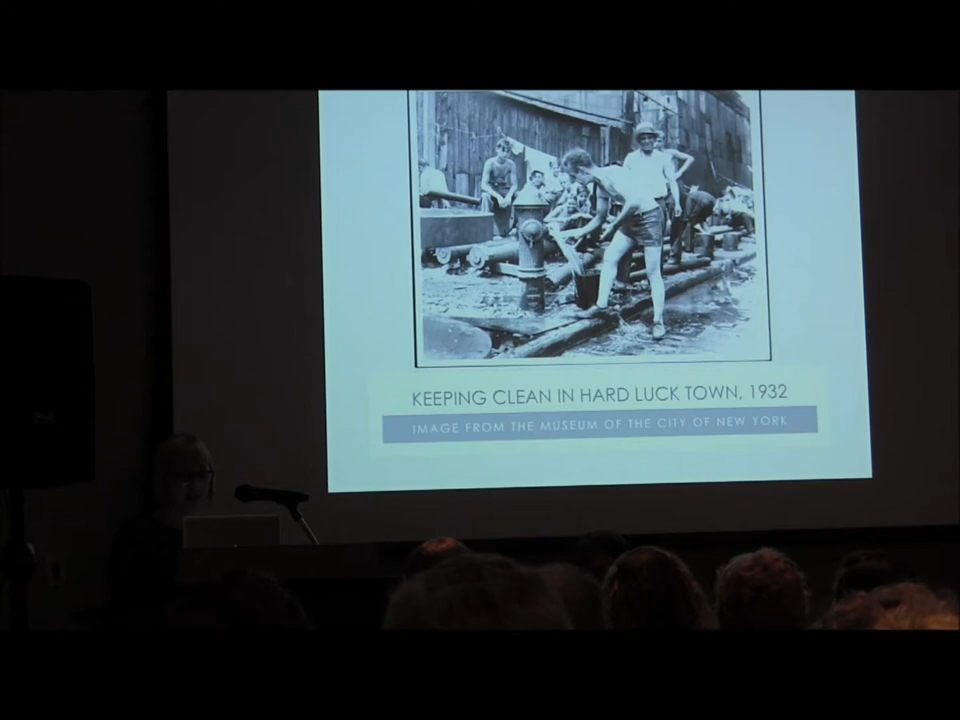 KEEPING CLEAN IN HARD LUCK TOWN, 1932
IMAGE FROM THE MUSEUM OF THE CITY OF NEW YORK